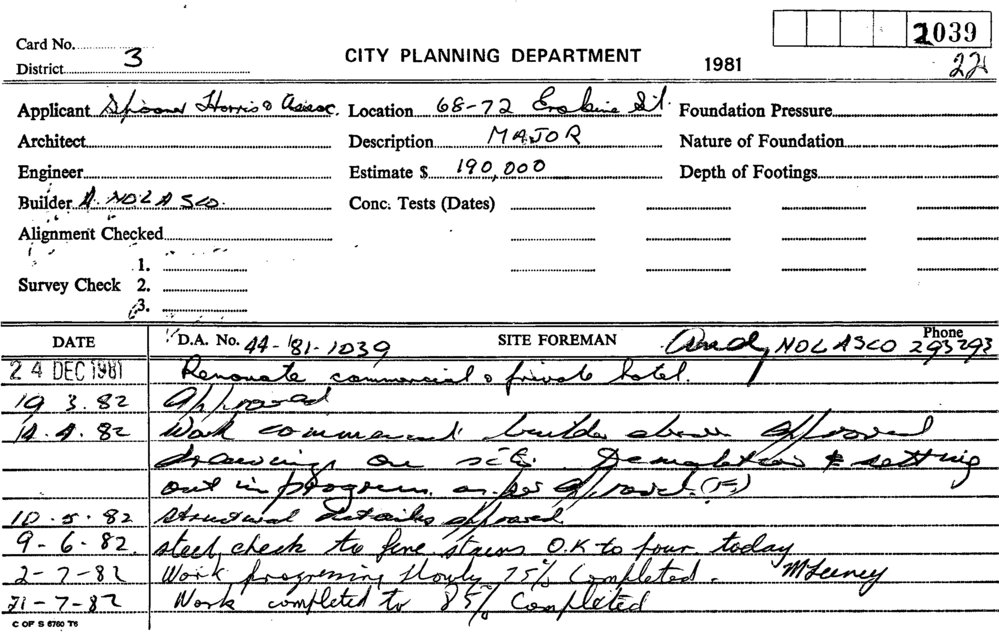 2039
Card No. 3
CITY PLANNING DEPARTMENT 1981 221
District
Applicant Spooner Harris & Assoc. Location 68-72 Erskine St. Foundation Pressure
Architect Description MAJOR Nature of Foundation
Engineer Estimate $ 190,000 Depth of Footings
Builder A. NOLASCO. Conc. Tests (Dates)
Alignment Checked
1.
Survey Check 2.
3.
DATE D.A. No. 44-81-1039 SITE FOREMAN Andy NOLASCO Phone 293293
24 DEC 1981 Renovate commercial & private hotel.
19 3.82 Approved
14.4.82 Work commenced builder above approved
drawings on site. Demolition & setting
out in progress as per approval (F)
10.5.82 structural details approved
9-6-82. steel check to fire stairs O.K to pour today
2-7-82 Work progressing slowly 75% Completed. M Feeney
21-7-82 Work completed to 85% Completed
C OF S 6760 T6